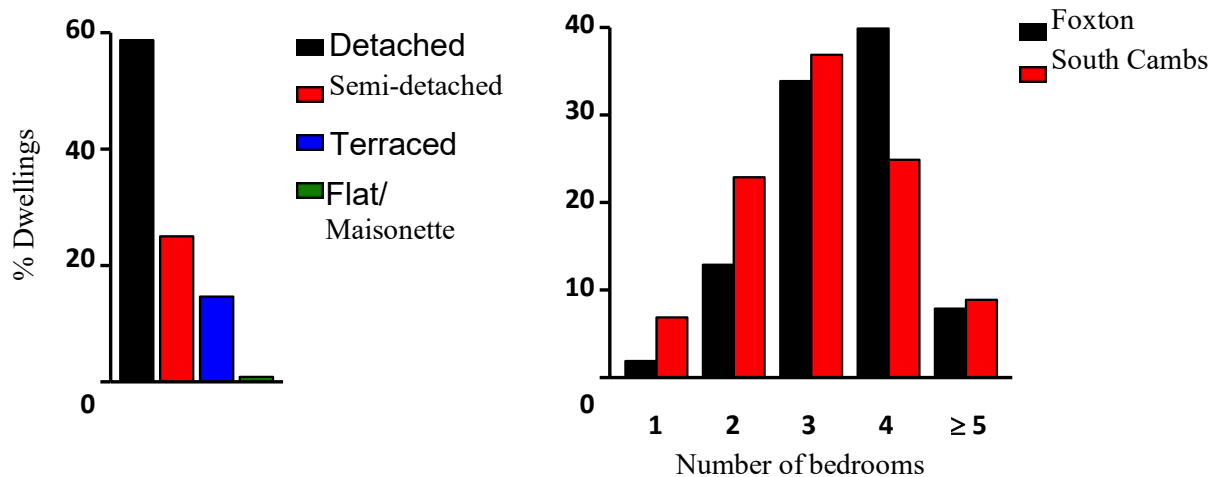 % Dwellings
60
40
20
0
Detached
Semi-detached
Terraced
Flat/
Maisonette
40
30
20
10
0
1 2 3 4 ≥ 5
Number of bedrooms
Foxton
South Cambs